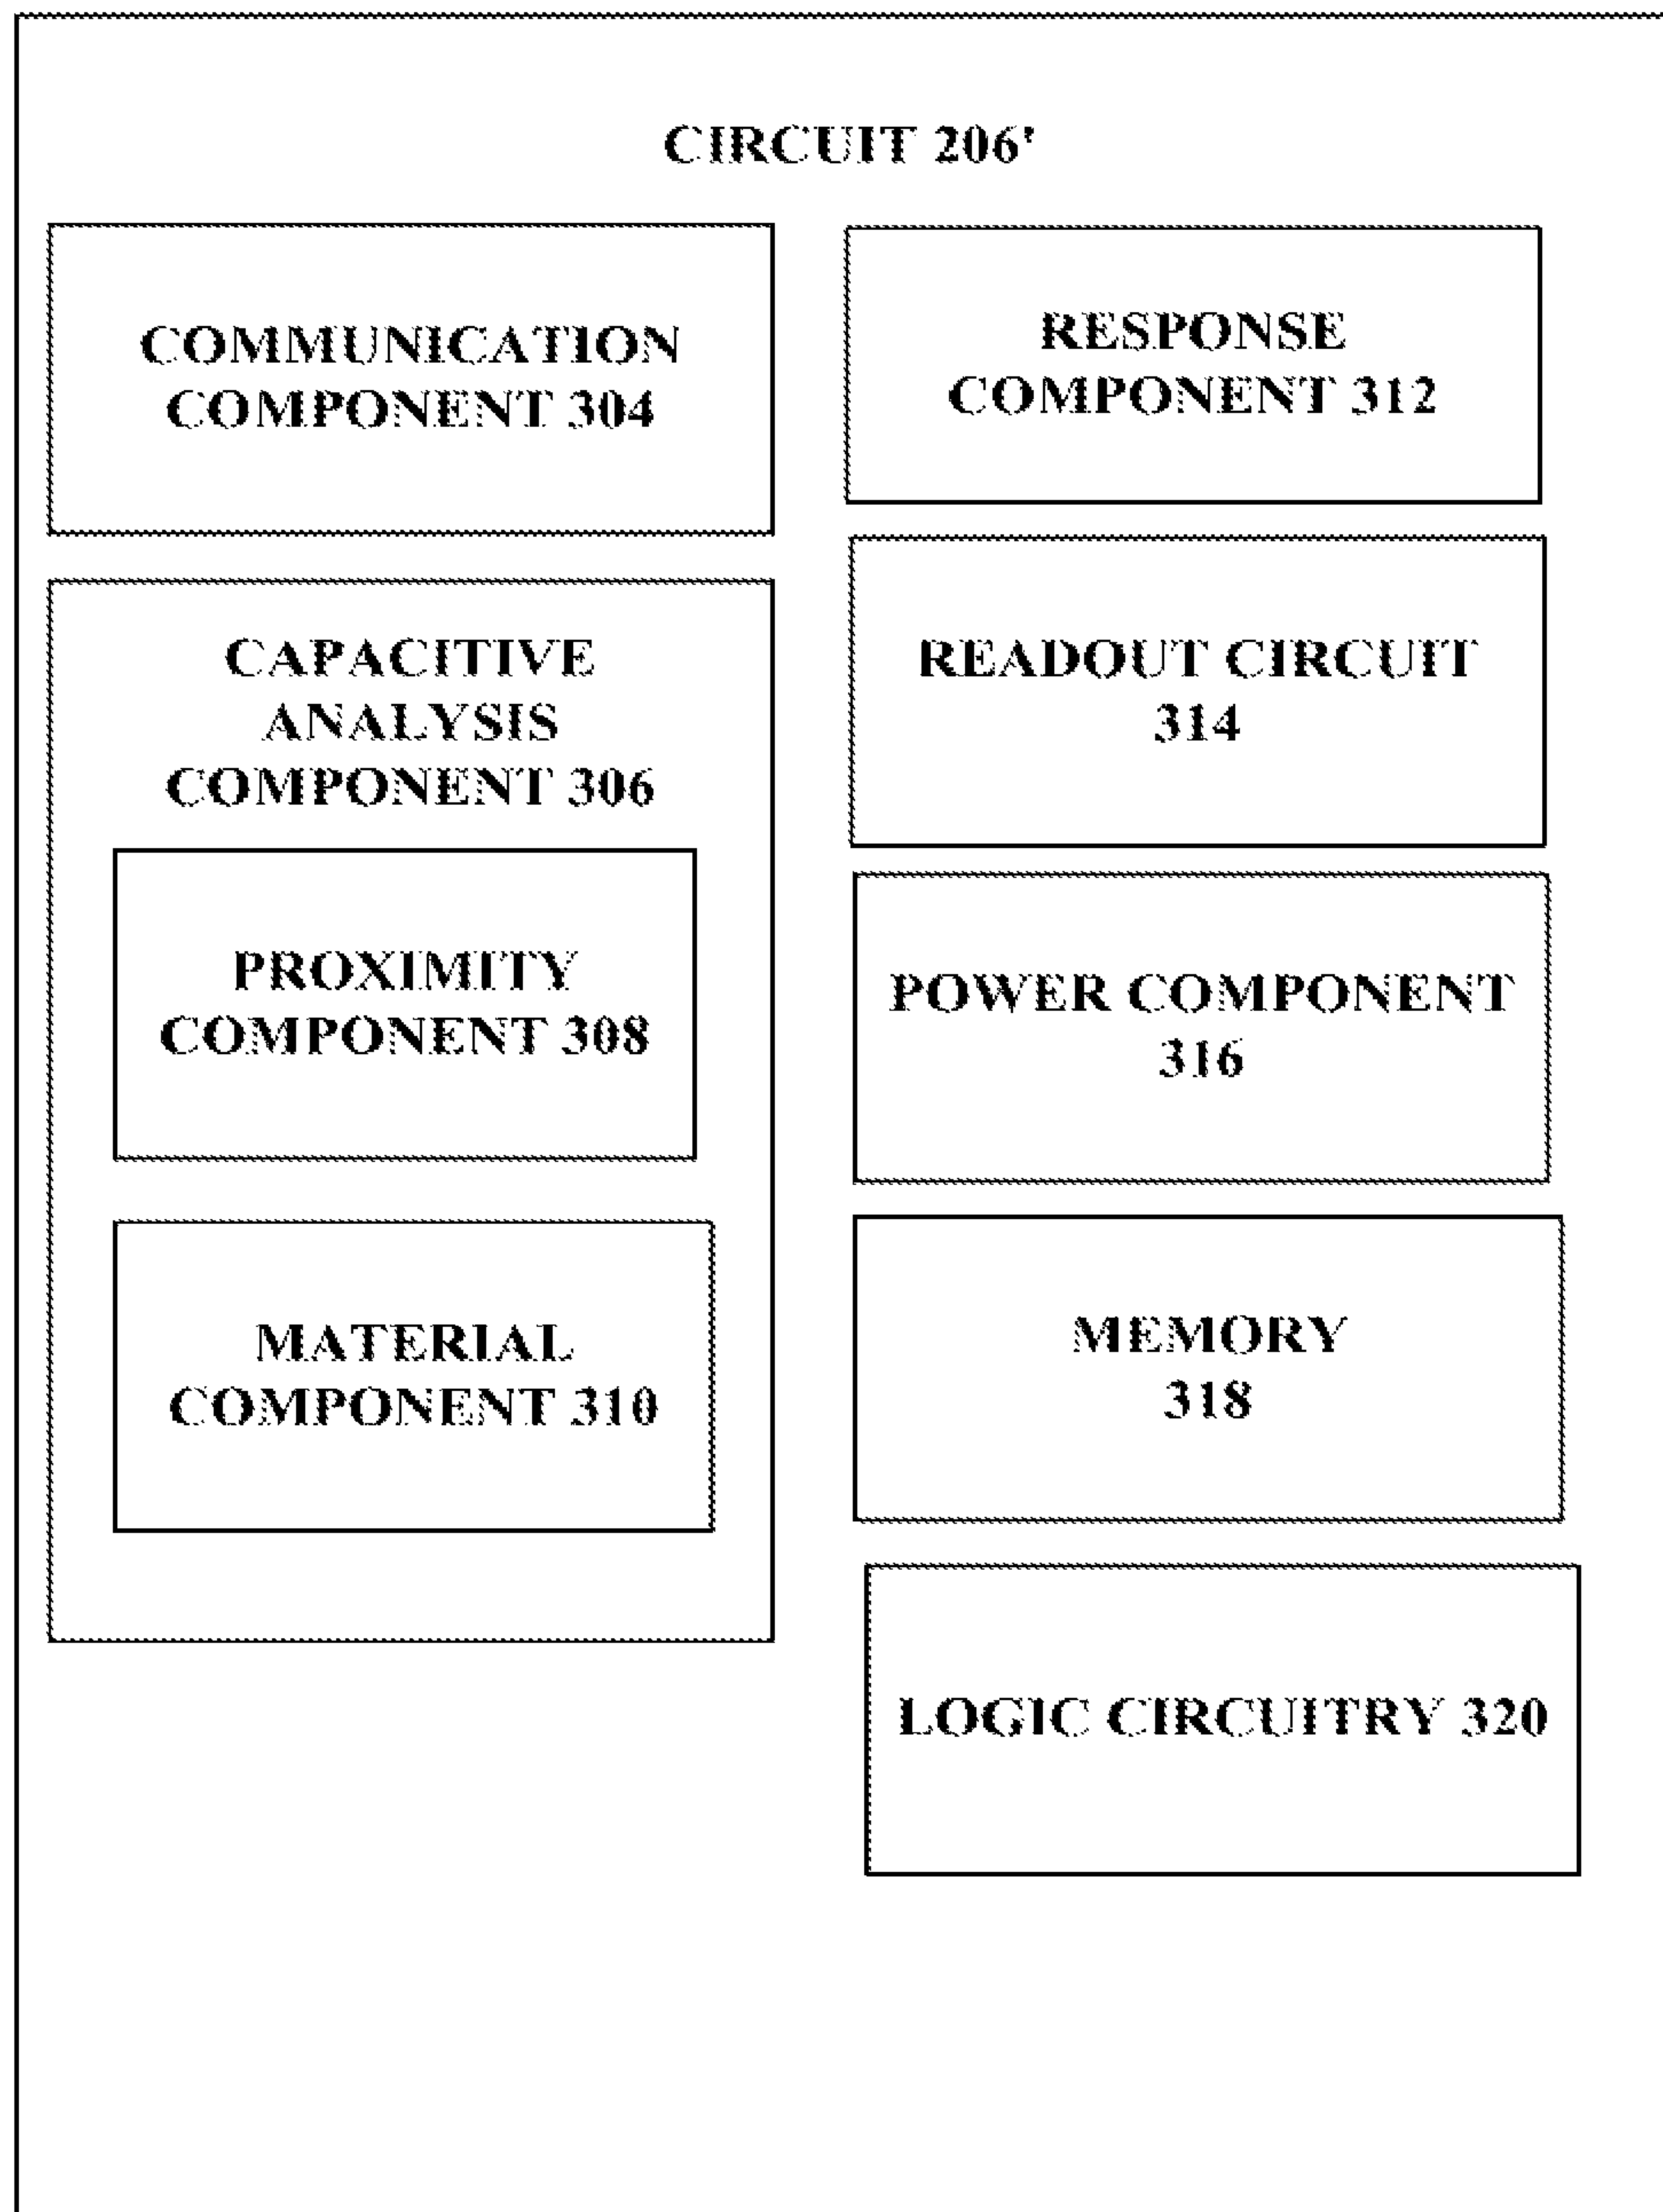 CIRCUIT 206'
COMMUNICATION
COMPONENT 304
CAPACITIVE
ANALYSIS
COMPONENT 306
PROXIMITY
COMPONENT 308
MATERIAL
COMPONENT 310
RESPONSE
COMPONENT 312
READOUT CIRCUIT
314
POWER COMPONENT
316
MEMORY
318
LOGIC CIRCUITRY 320